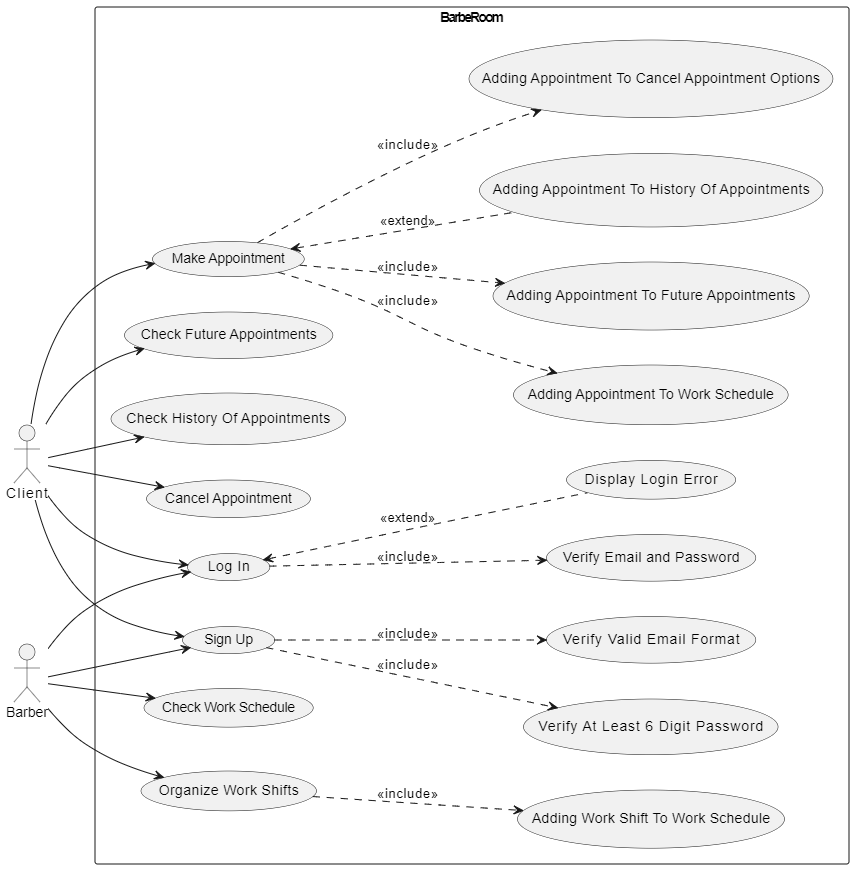 BarbeRoom
Adding Appointment To Cancel Appointment Options
«include»
Adding Appointment To History Of Appointments
«extend»
Make Appointment
«include»
Adding Appointment To Future Appointments
«include»
Check Future Appointments
Adding Appointment To Work Schedule
Check History Of Appointments
Display Login Error
Client
Cancel Appointment
«extend»
Log In
«include»
Verify Email and Password
Sign Up
«include»
Verify Valid Email Format
«include»
Barber
Check Work Schedule
Verify At Least 6 Digit Password
Organize Work Shifts
«include»
Adding Work Shift To Work Schedule